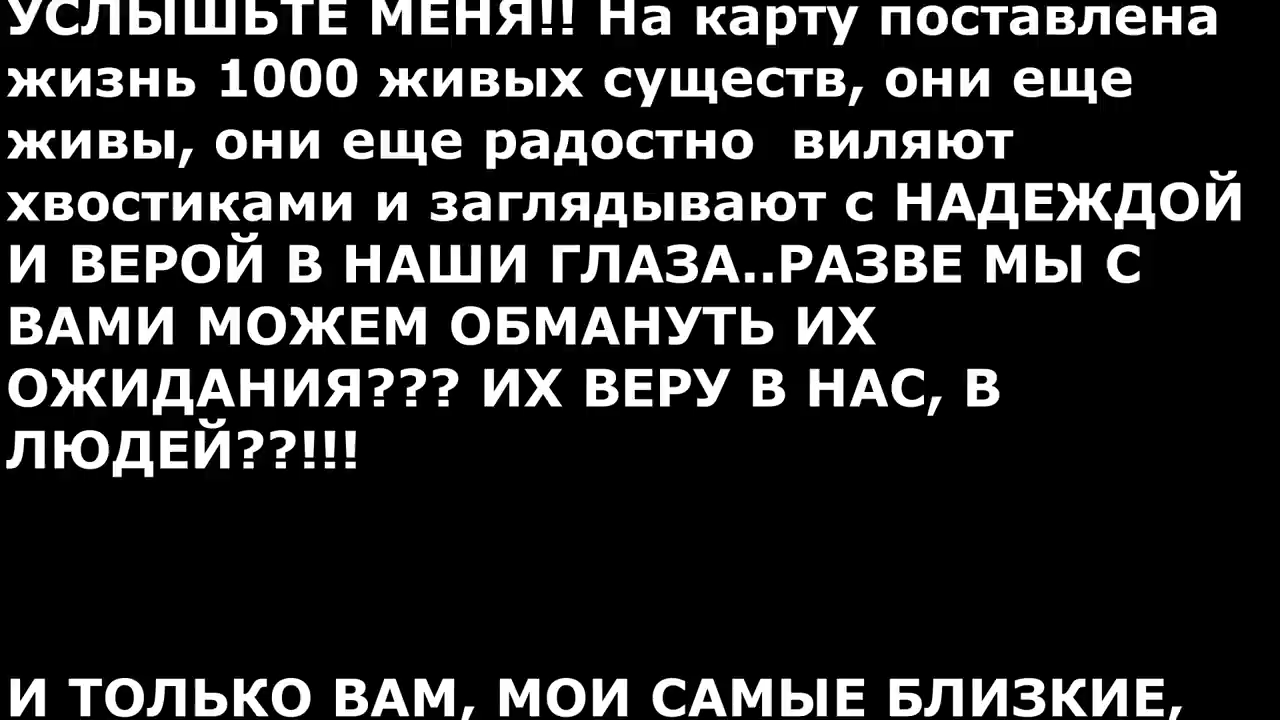 УСЛЫШЬТЕ МЕНЯ!! На карту поставлена
жизнь 1000 живых существ, они еще
живы, они еще радостно  виляют
хвостиками и заглядывают с НАДЕЖДОЙ
И ВЕРОЙ В НАШИ ГЛАЗА..РАЗВЕ МЫ С
ВАМИ МОЖЕМ ОБМАНУТЬ ИХ
ОЖИДАНИЯ??? ИХ ВЕРУ В НАС, В
ЛЮДЕЙ??!!!
И ТОЛЬКО ВАМ, МОИ САМЫЕ БЛИЗКИЕ,